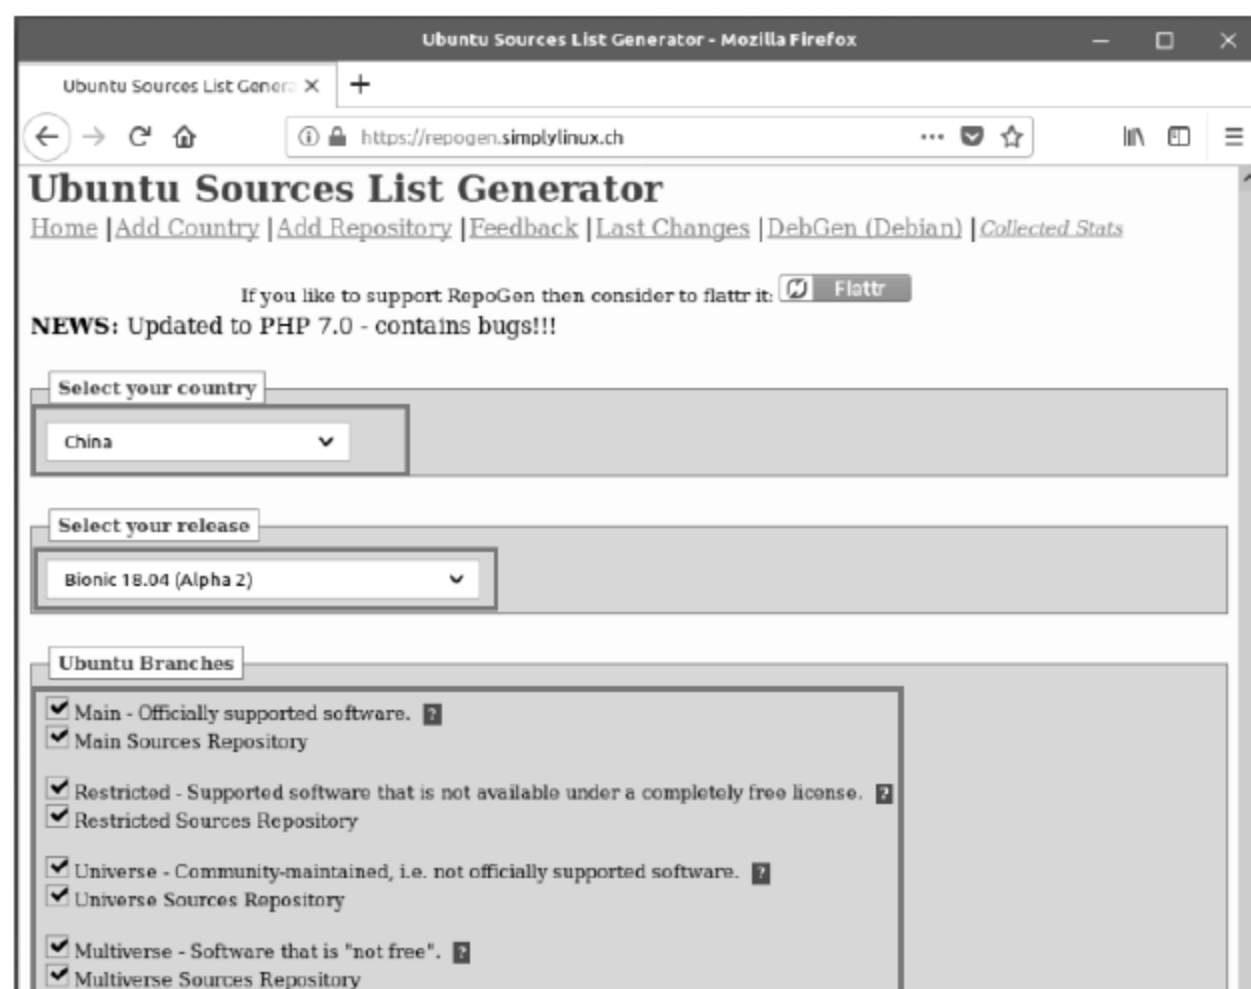 Ubuntu Sources List Generator - Mozilla Firefox
Ubuntu Sources List Genera
https://repogen.simplylinux.ch
Ubuntu Sources List Generator
Home |Add Country |Add Repository |Feedback |Last Changes |DebGen (Debian) |Collected Stats
If you like to support RepoGen then consider to flattr it: Flattr
NEWS: Updated to PHP 7.0 - contains bugs!!!
Select your country
China
Select your release
Bionic 18.04 (Alpha 2)
Ubuntu Branches
Main - Officially supported software. ?
Main Sources Repository
Restricted - Supported software that is not available under a completely free license. ?
Restricted Sources Repository
Universe - Community-maintained, i.e. not officially supported software. ?
Universe Sources Repository
Multiverse - Software that is "not free". ?
Multiverse Sources Repository